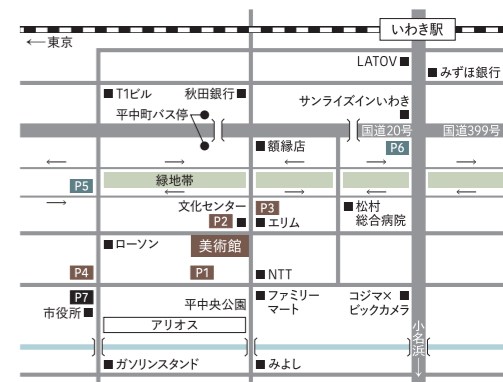 いわき駅
←東京
LATOV
みずほ銀行
T1ビル
秋田銀行
サンライズインいわき
平中町バス停
国道20号
国道399号
額縁店
P6
P5
緑地帯
文化センター
P2
P3
エリム
松村
総合病院
ローソン
美術館
P4
P1
NTT
P7
市役所
平中央公園
ファミリー
マート
コジマ×
ビックカメラ
アリオス
小名浜→
ガソリンスタンド
みよし